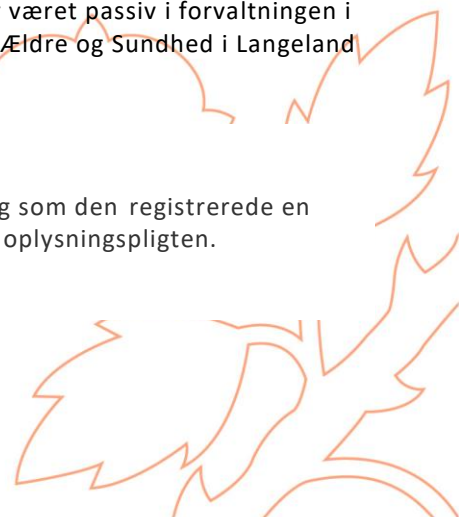 været passiv i forvaltningen i
Ældre og Sundhed i Langeland
g som den registrerede en
oplysningspligten.